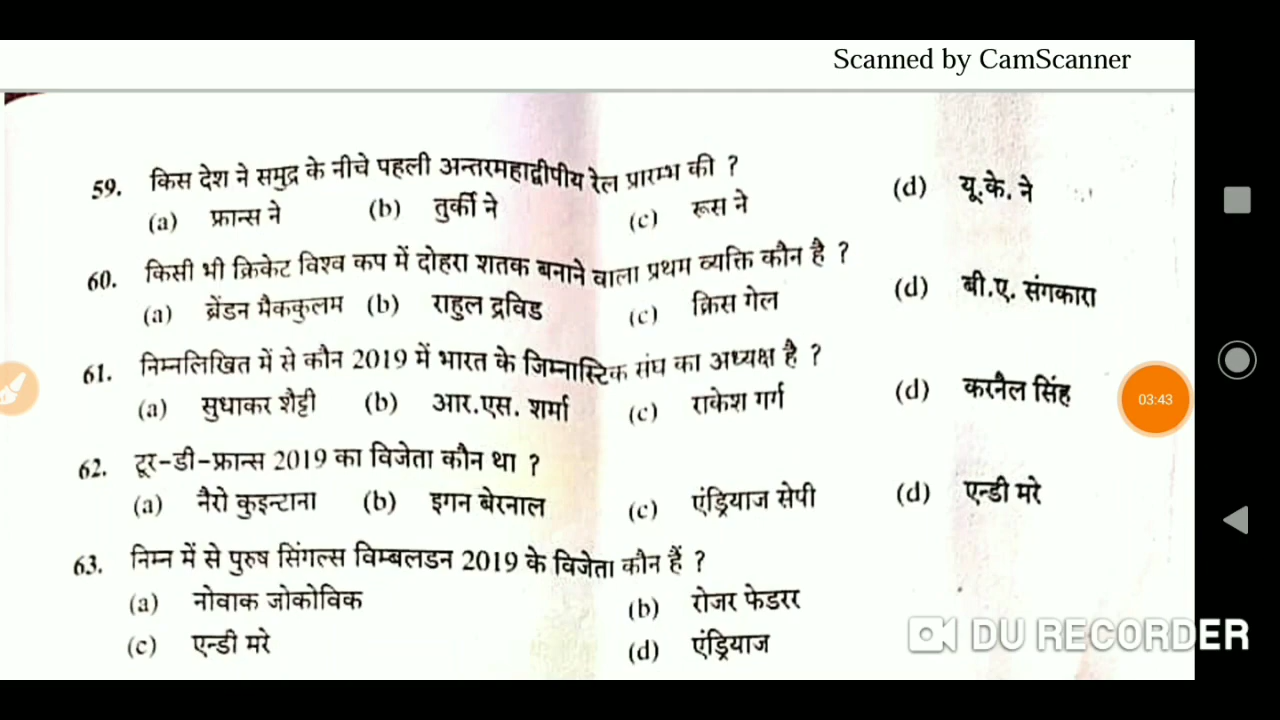 Scanned by CamScanner
59. किस देश ने समुद्र के नीचे पहली अन्तरमहाद्वीपीय रेल प्रारम्भ की ?
(a) फ्रान्स ने (b) तुर्की ने (c) रूस ने (d) यू.के. ने
60. किसी भी क्रिकेट विश्व कप में दोहरा शतक बनाने वाला प्रथम व्यक्ति कौन है ?
(a) ब्रेंडन मैककुलम (b) राहुल द्रविड (c) क्रिस गेल (d) बी.ए. संगकारा
61. निम्नलिखित में से कौन 2019 में भारत के जिम्नास्टिक संघ का अध्यक्ष है ?
(a) सुधाकर शैट्टी (b) आर.एस. शर्मा (c) राकेश गर्ग (d) करनैल सिंह
03:43
62. टूर-डी-फ्रान्स 2019 का विजेता कौन था ?
(a) नैरो कुइन्टाना (b) इगन बेरनाल (c) एंड्रियाज सेपी (d) एन्डी मरे
63. निम्न में से पुरुष सिंगल्स विम्बलडन 2019 के विजेता कौन हैं ?
(a) नोवाक जोकोविक (b) रोजर फेडरर
(c) एन्डी मरे (d) एंड्रियाज
DU RECORDER